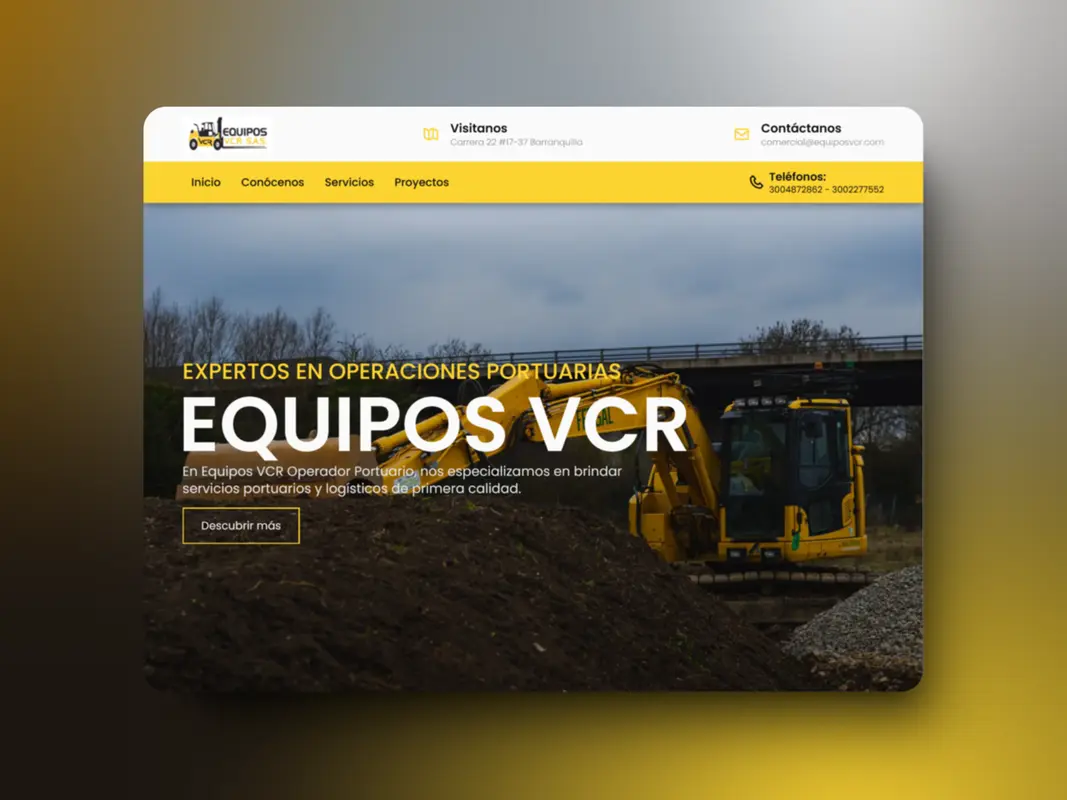 EQUIPOS
VCR S.A.S
VCR
Visitanos
Carrera 22 #17-37 Barranquilla
Contáctanos
comercial@equiposvcr.com
Inicio
Conócenos
Servicios
Proyectos
Teléfonos:
3004872862 - 3002277552
EXPERTOS EN OPERACIONES PORTUARIAS
EQUIPOS VCR
En Equipos VCR Operador Portuario, nos especializamos en brindar
servicios portuarios y logísticos de primera calidad.
Descubrir más